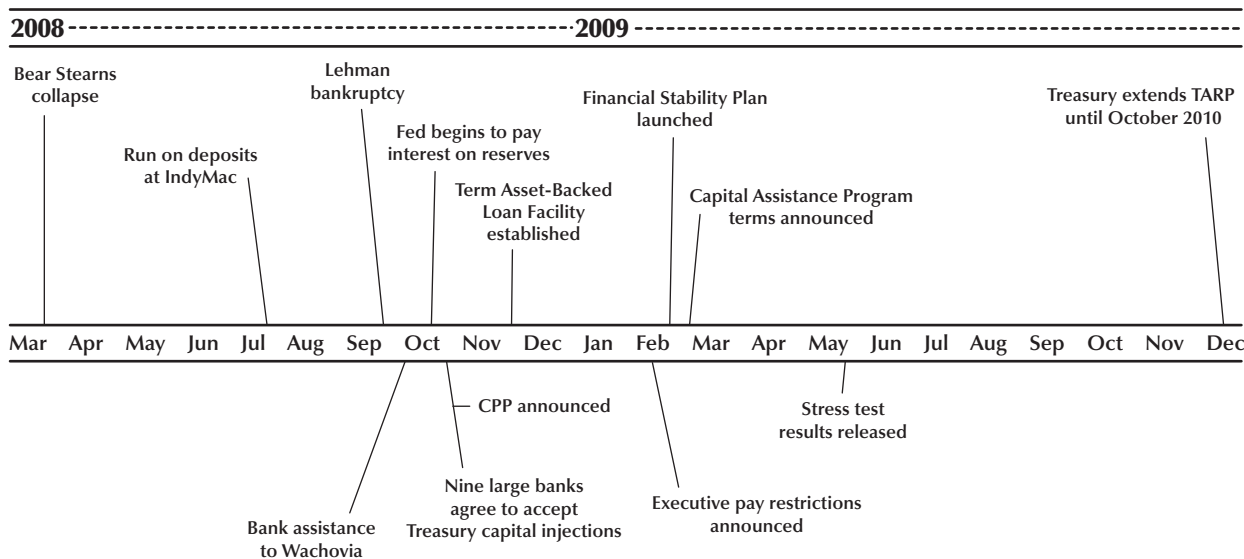 2008 2009
Bear Stearns
collapse
Run on deposits
at IndyMac
Lehman
bankruptcy
Fed begins to pay
interest on reserves
Term Asset-Backed
Loan Facility
established
Financial Stability Plan
launched
Capital Assistance Program
terms announced
Treasury extends TARP
until October 2010
Mar Apr May Jun Jul Aug Sep Oct Nov Dec Jan Feb Mar Apr May Jun Jul Aug Sep Oct Nov Dec
Bank assistance
to Wachovia
CPP announced
Nine large banks
agree to accept
Treasury capital injections
Executive pay restrictions
announced
Stress test
results released